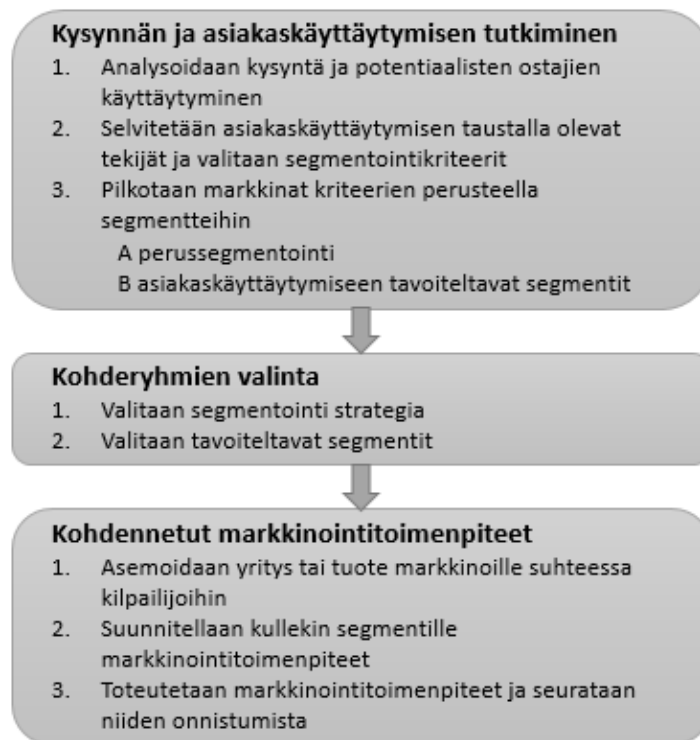 Kysynnän ja asiakaskäyttäytymisen tutkiminen
1. Analysoidaan kysyntä ja potentiaalisten ostajien
käyttäytyminen
2. Selvitetään asiakaskäyttäytymisen taustalla olevat
tekijät ja valitaan segmentointikriteerit
3. Pilkotaan markkinat kriteerien perusteella
segmentteihin
A perussegmentointi
B asiakaskäyttäytymiseen tavoiteltavat segmentit
Kohderyhmien valinta
1. Valitaan segmentointi strategia
2. Valitaan tavoiteltavat segmentit
Kohdennetut markkinointitoimenpiteet
1. Asemoidaan yritys tai tuote markkinoille suhteessa
kilpailijoihin
2. Suunnitellaan kullekin segmentille
markkinointitoimenpiteet
3. Toteutetaan markkinointitoimenpiteet ja seurataan
niiden onnistumista